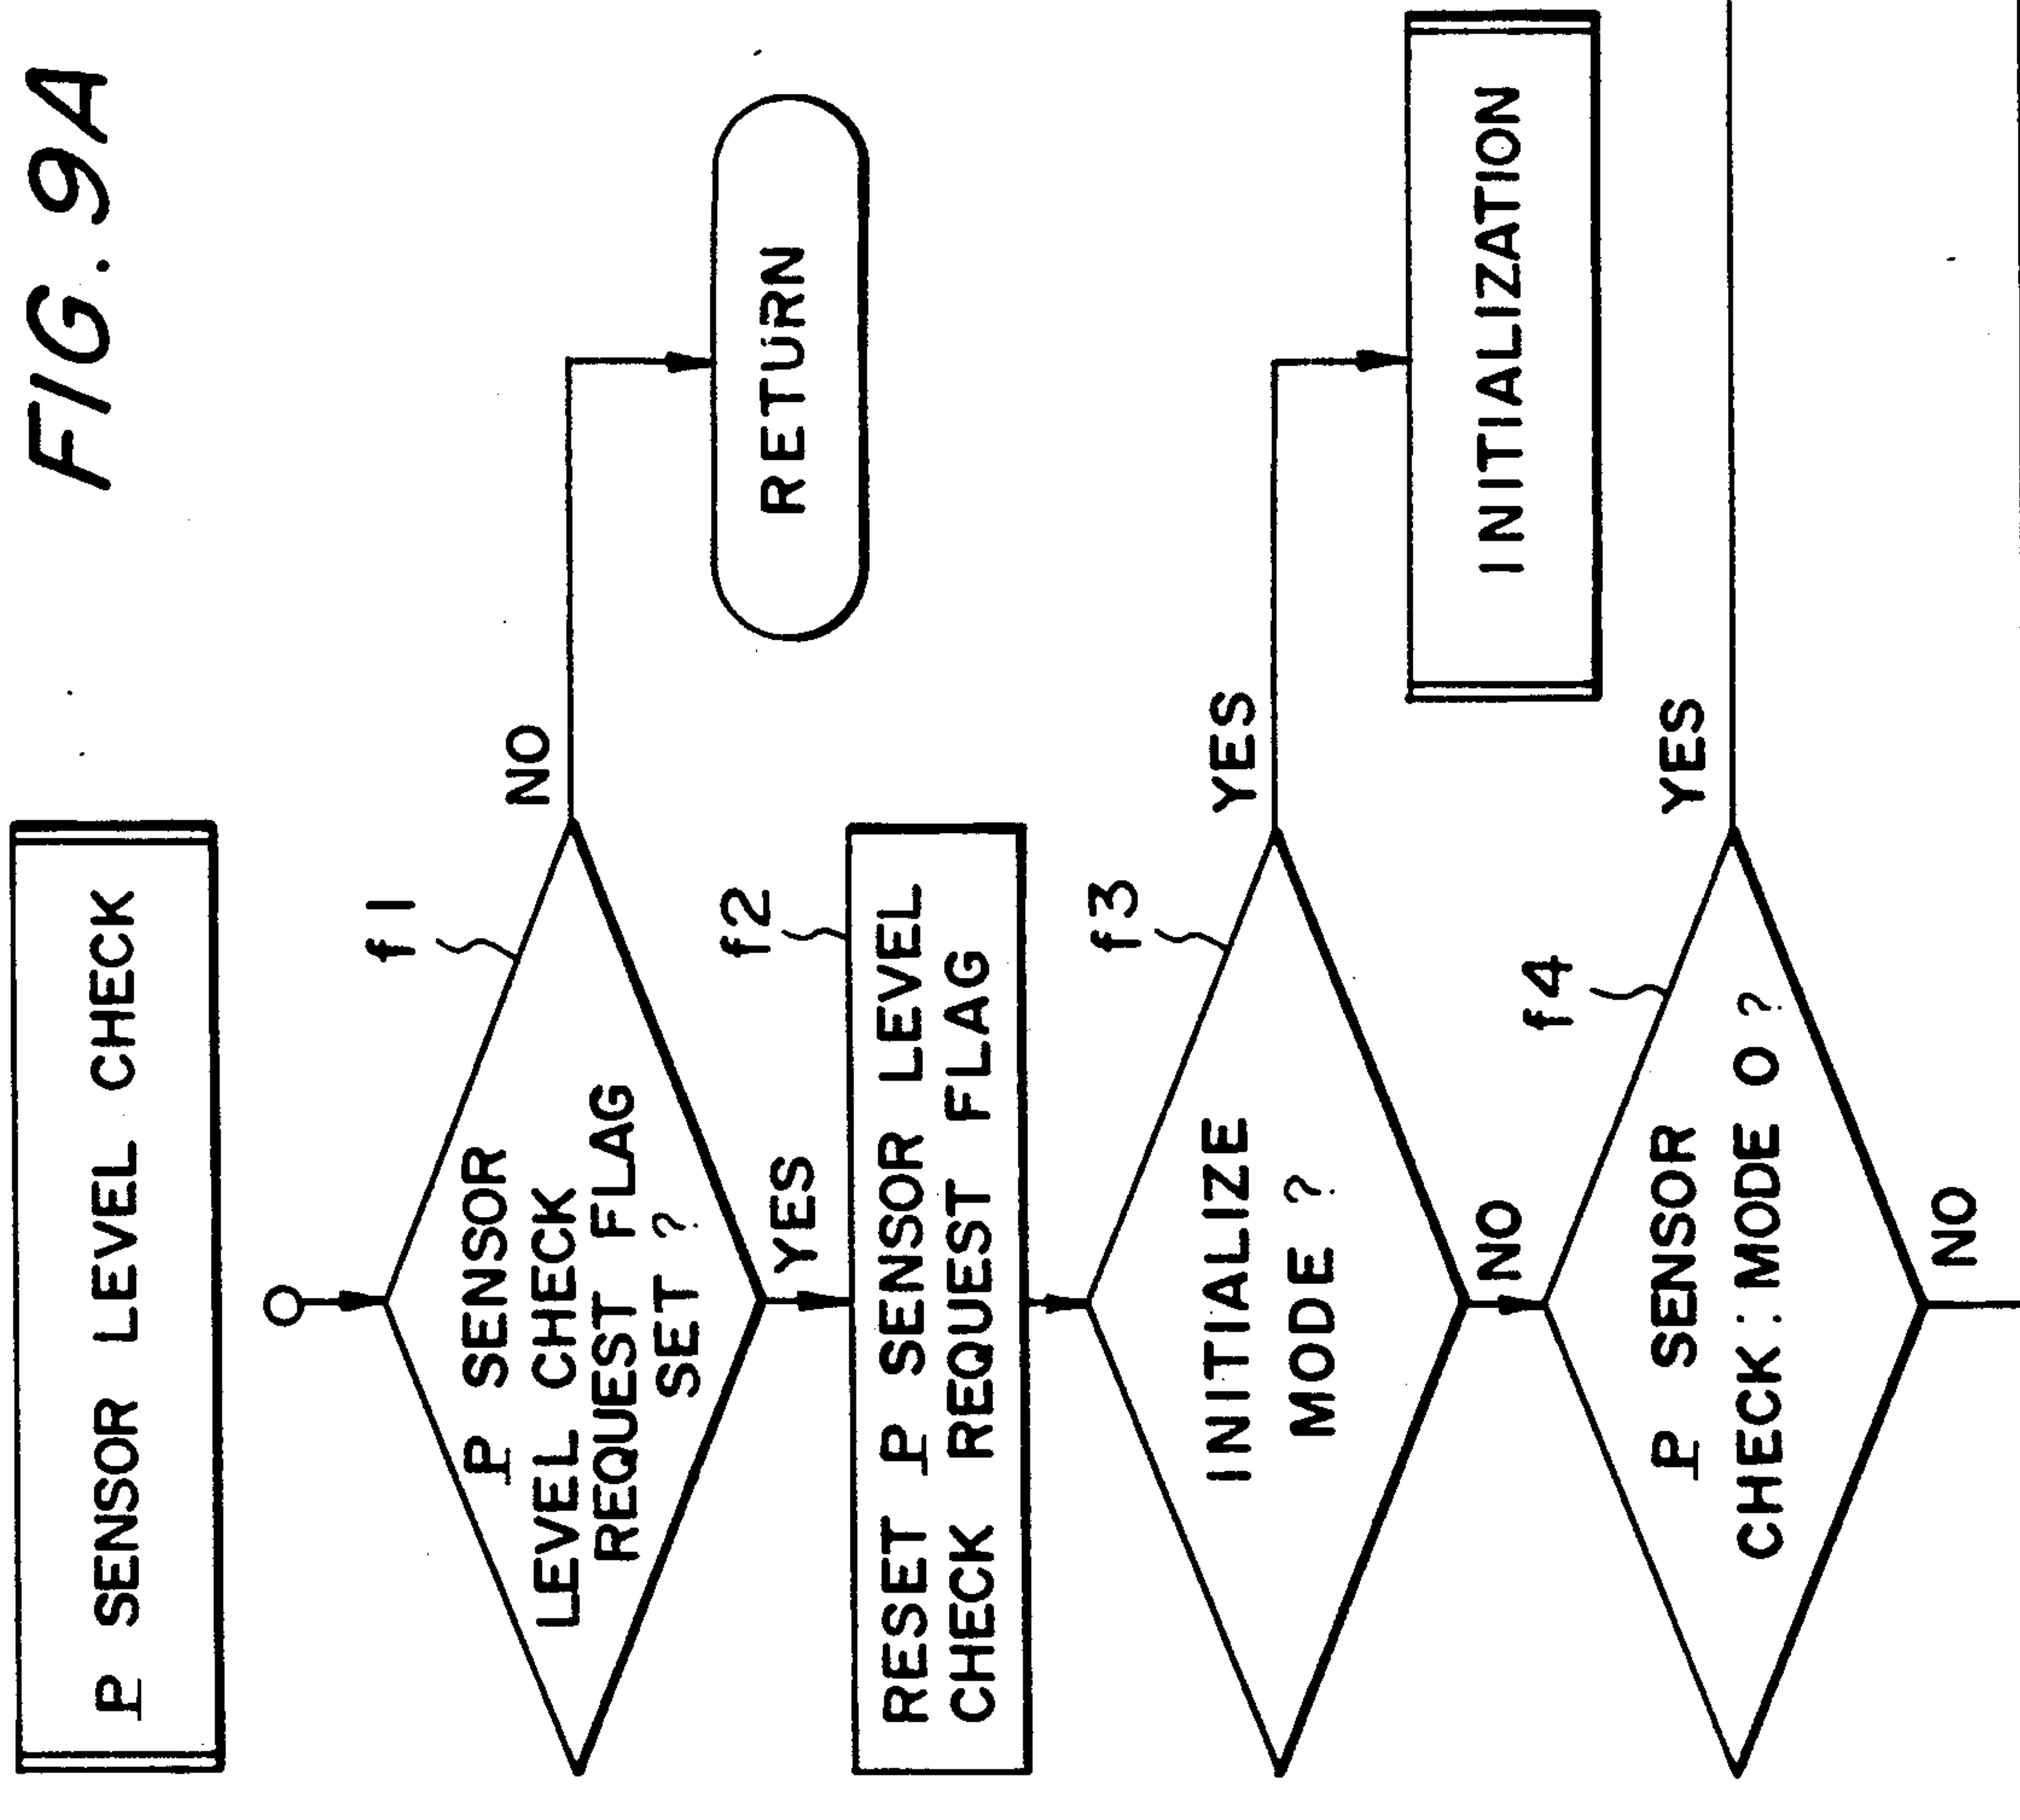 FIG. 9A
P SENSOR LEVEL CHECK
f1
P SENSOR
LEVEL CHECK
REQUEST FLAG
SET ?
NO
RETURN
YES
f2
RESET P SENSOR LEVEL
CHECK REQUEST FLAG
f3
INITIALIZE
MODE ?
YES
INITIALIZATION
NO
f4
P SENSOR
CHECK: MODE 0 ?
YES
NO